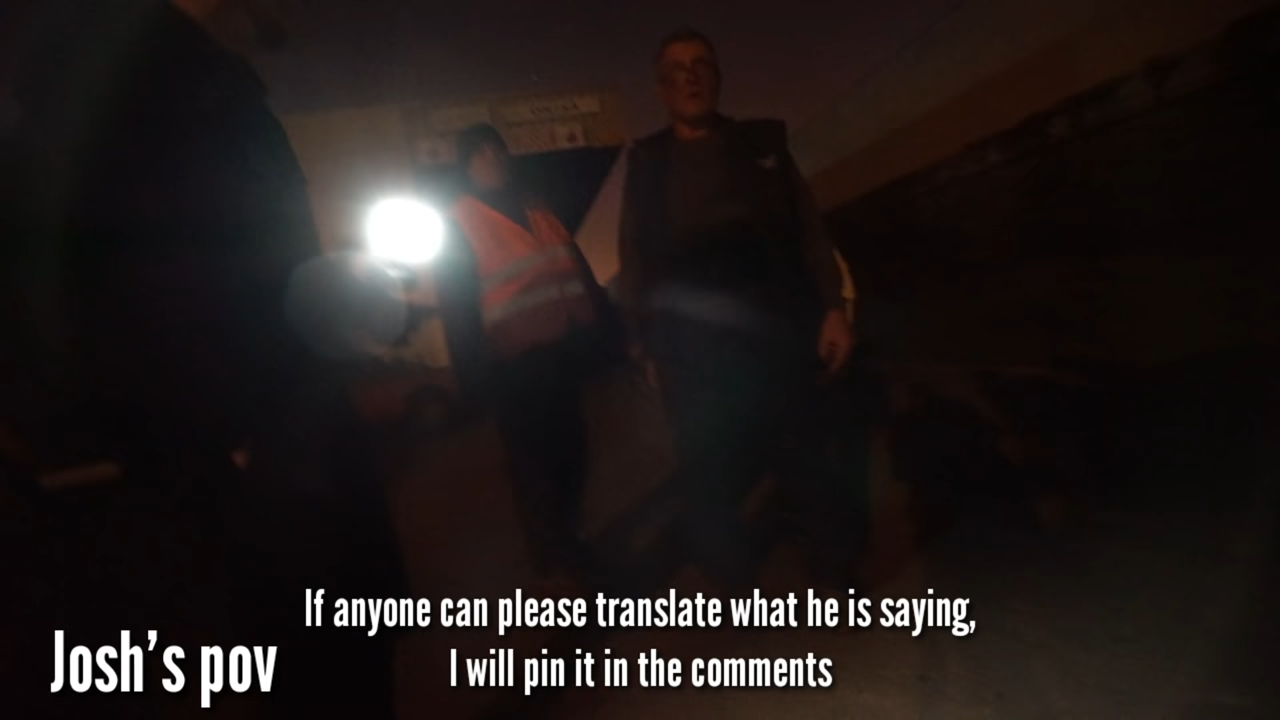 If anyone can please translate what he is saying,
I will pin it in the comments
Josh's pov